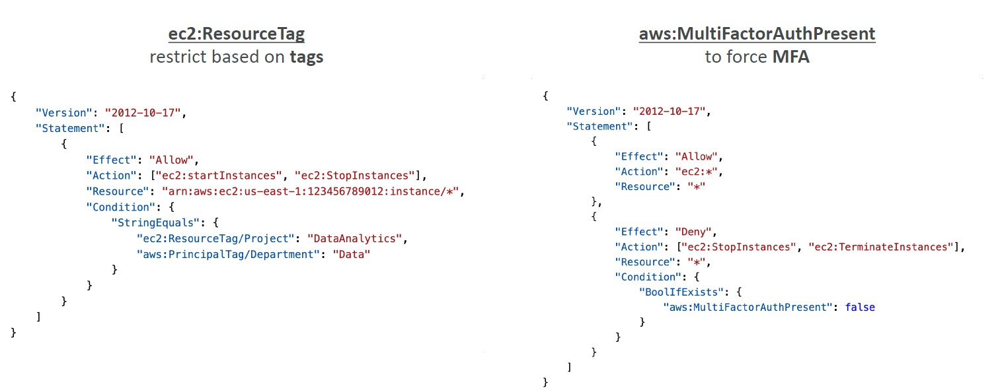 ec2:ResourceTag
restrict based on tags
{
    "Version": "2012-10-17",
    "Statement": [
        {
            "Effect": "Allow",
            "Action": ["ec2:startInstances", "ec2:StopInstances"],
            "Resource": "arn:aws:ec2:us-east-1:123456789012:instance/*",
            "Condition": {
                "StringEquals": {
                    "ec2:ResourceTag/Project": "DataAnalytics",
                    "aws:PrincipalTag/Department": "Data"
                }
            }
        }
    ]
}
aws:MultiFactorAuthPresent
to force MFA
{
    "Version": "2012-10-17",
    "Statement": [
        {
            "Effect": "Allow",
            "Action": "ec2:*",
            "Resource": "*"
        },
        {
            "Effect": "Deny",
            "Action": ["ec2:StopInstances", "ec2:TerminateInstances"],
            "Resource": "*",
            "Condition": {
                "BoolIfExists": {
                    "aws:MultiFactorAuthPresent": false
                }
            }
        }
    ]
}